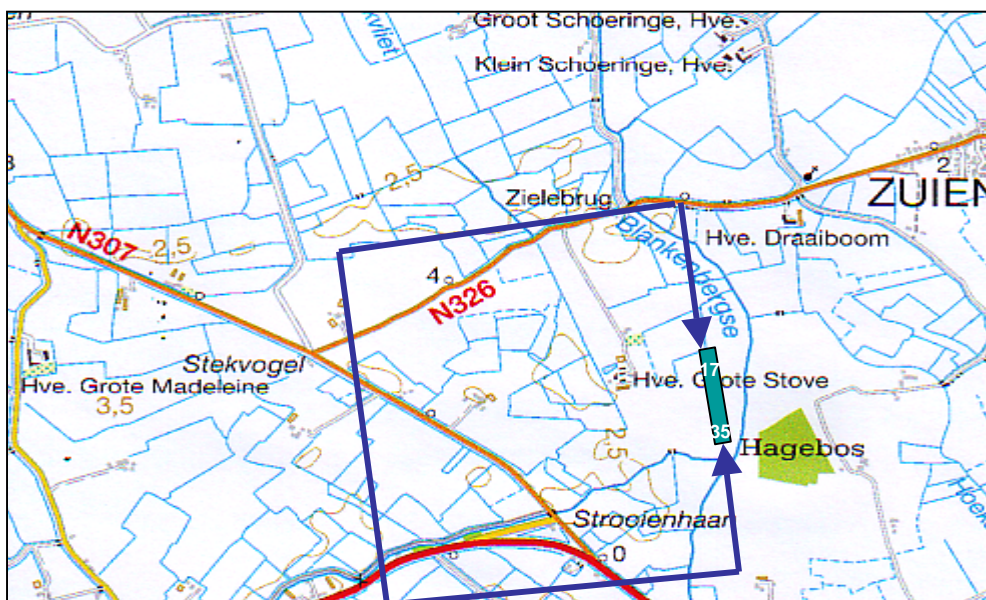 Groot Schoeringe, Hve.
Klein Schoeringe, Hve.
2
2,5
Zielebrug
ZUIEN
N307
2,5
Blankenbergse
Hve. Draaiboom
4
N326
Stekvogel
Hve. Grote Madeleine
3,5
17
Hve. Grote Stove
35
2,5
Hagebos
Strooienhaan
0